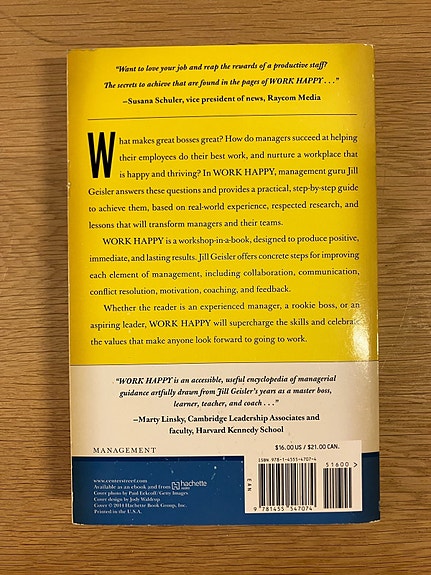 "Want to love your job and reap the rewards of a productive staff?
The secrets to achieve that are found in the pages of WORK HAPPY . . ."
–Susana Schuler, vice president of news, Raycom Media
What makes great bosses great? How do managers succeed at helping
their employees do their best work, and nurture a workplace that
is happy and thriving? In WORK HAPPY, management guru Jill
Geisler answers these questions and provides a practical, step-by-step guide
to achieve them, based on real-world experience, respected research, and
lessons that will transform managers and their teams.
WORK HAPPY is a workshop-in-a-book, designed to produce positive,
immediate, and lasting results. Jill Geisler offers concrete steps for improving
each element of management, including collaboration, communication,
conflict resolution, motivation, coaching, and feedback.
Whether the reader is an experienced manager, a rookie boss, or an
aspiring leader, WORK HAPPY will supercharge the skills and celebrate
the values that make anyone look forward to going to work.
"WORK HAPPY is an accessible, useful encyclopedia of managerial
guidance artfully drawn from Jill Geisler's years as a master boss,
learner, teacher, and coach . . ."
–Marty Linsky, Cambridge Leadership Associates and
faculty, Harvard Kennedy School
MANAGEMENT
$16.00 US / $21.00 CAN.
ISBN 978-1-4555-4707-4
51600 >
EAN
9 781455 547074
www.centerstreet.com
Available as an ebook and from hachette
Cover photo by Paul Eekhoff / Getty Images
Cover design by Jody Waldrup
Cover © 2014 Hachette Book Group, Inc.
Printed in the U.S.A.